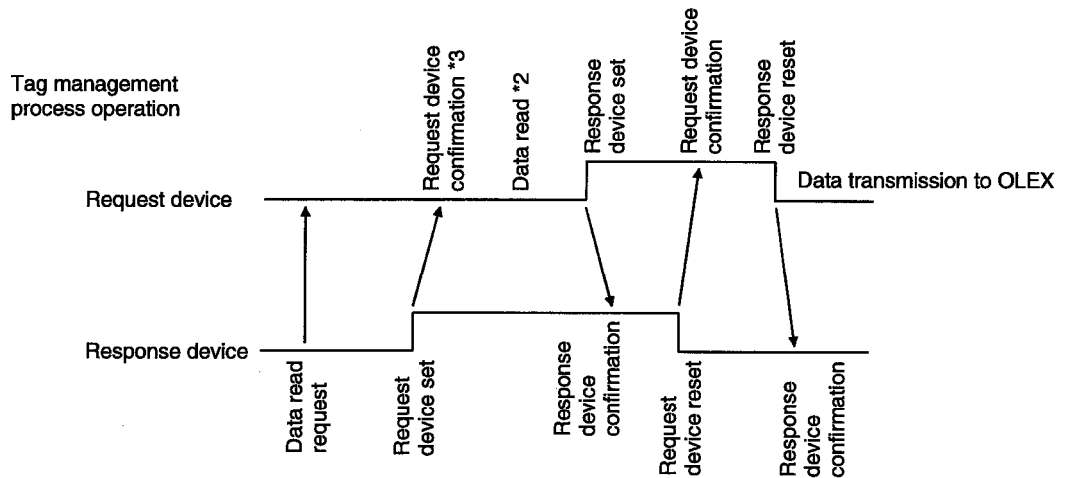 Tag management
process operation
Request device
confirmation *3
Data read *2
Response
device set
Request device
confirmation
Response
device reset
Request device
Data transmission to OLEX
Response device
Data read
request
Request
device set
Response
device
confirmation
Request
device reset
Response
device
confirmation